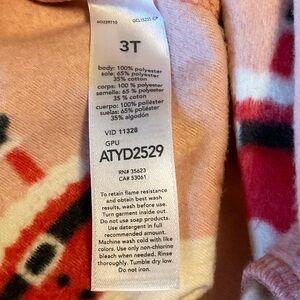 3T
body: 100% polyester
sole: 65% polyester
35% cotton
corps: 100% polyester
semelle: 65% polyester
35 % cotton
cuerpo: 100% poliéster
suelas: 65% poliéster
35% algodón
VID 11328
GPU
ATYD2529
RN# 35623
CA# 53061
To retain flame resistance
and obtain best wash
results, wash before use.
Turn garment inside out.
Do not use soap products.
Use detergent in full
recommended amount.
Machine wash cold with like
colors. Use only non-chlorine
bleach when needed. Rinse
thoroughly. Tumble dry low.
Do not iron.